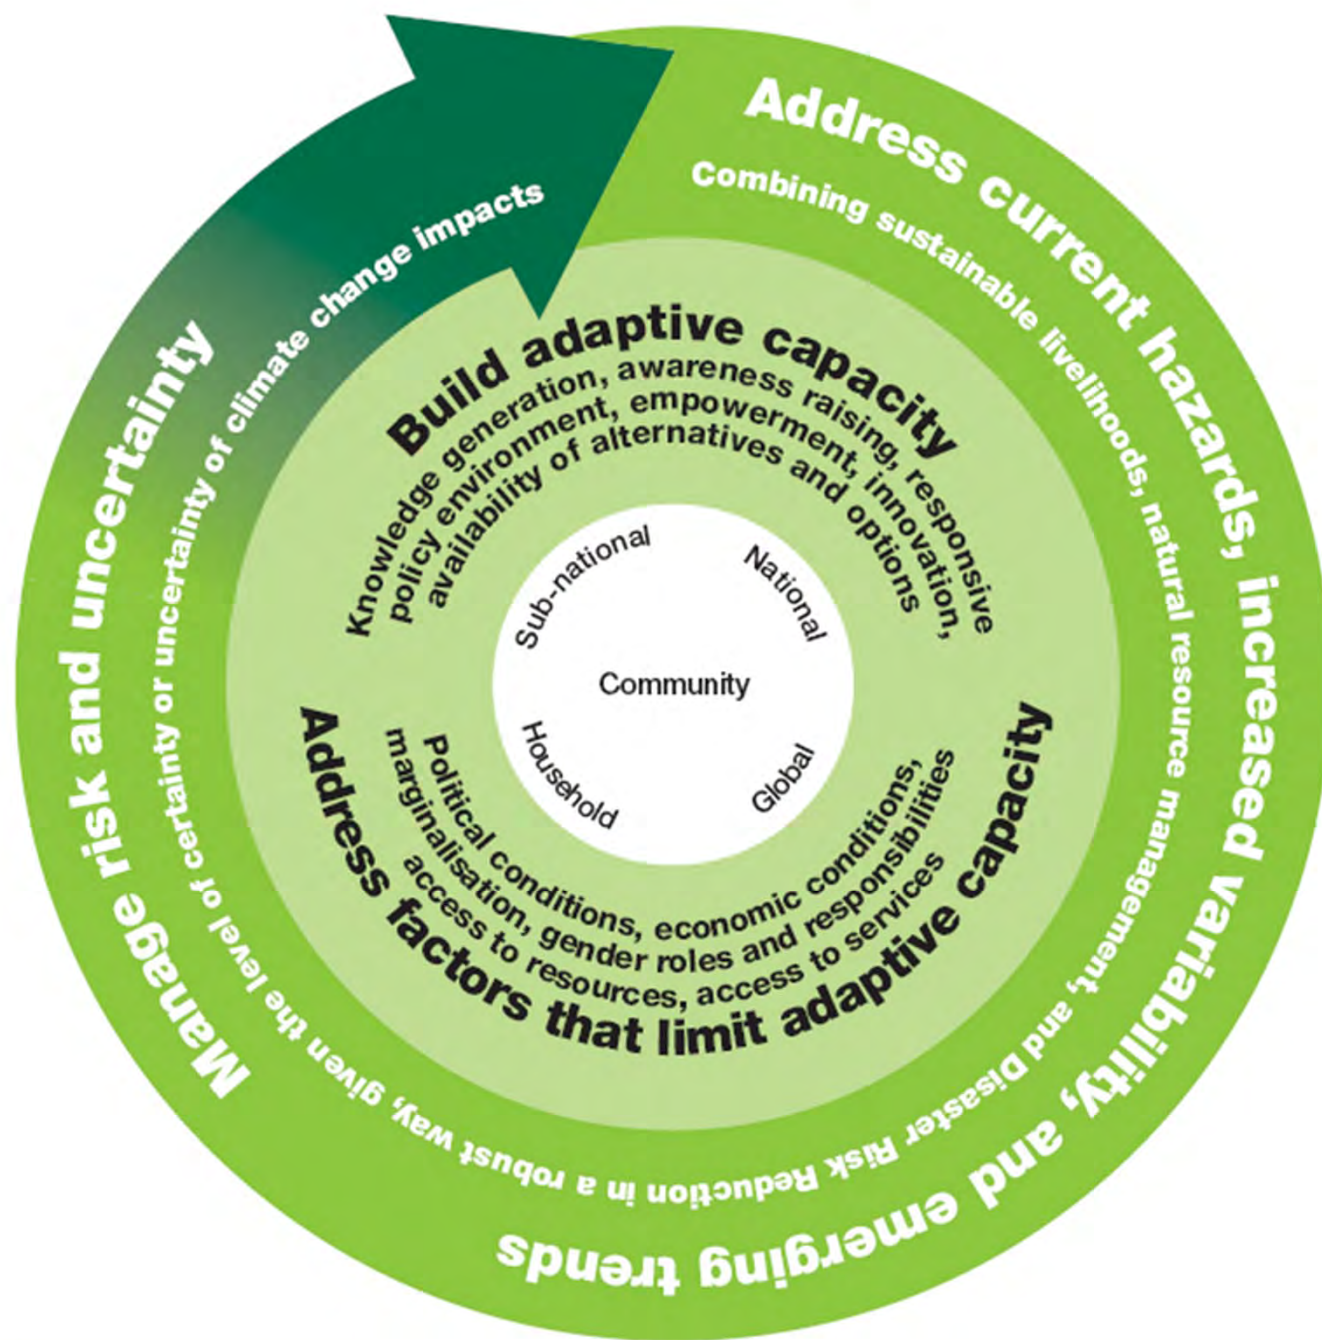 Address current hazards, increased variability, and emerging trends
Manage risk and uncertainty
Combining sustainable livelihoods, natural resource management, and Disaster Risk Reduction in a robust way, given the level of certainty or uncertainty of climate change impacts
Build adaptive capacity
Knowledge generation, awareness raising, responsive
policy environment, empowerment, innovation,
availability of alternatives and options
Sub-national
National
Community
Household
Global
Political conditions, economic conditions,
marginalisation, gender roles and responsibilities
access to resources, access to services
Address factors that limit adaptive capacity